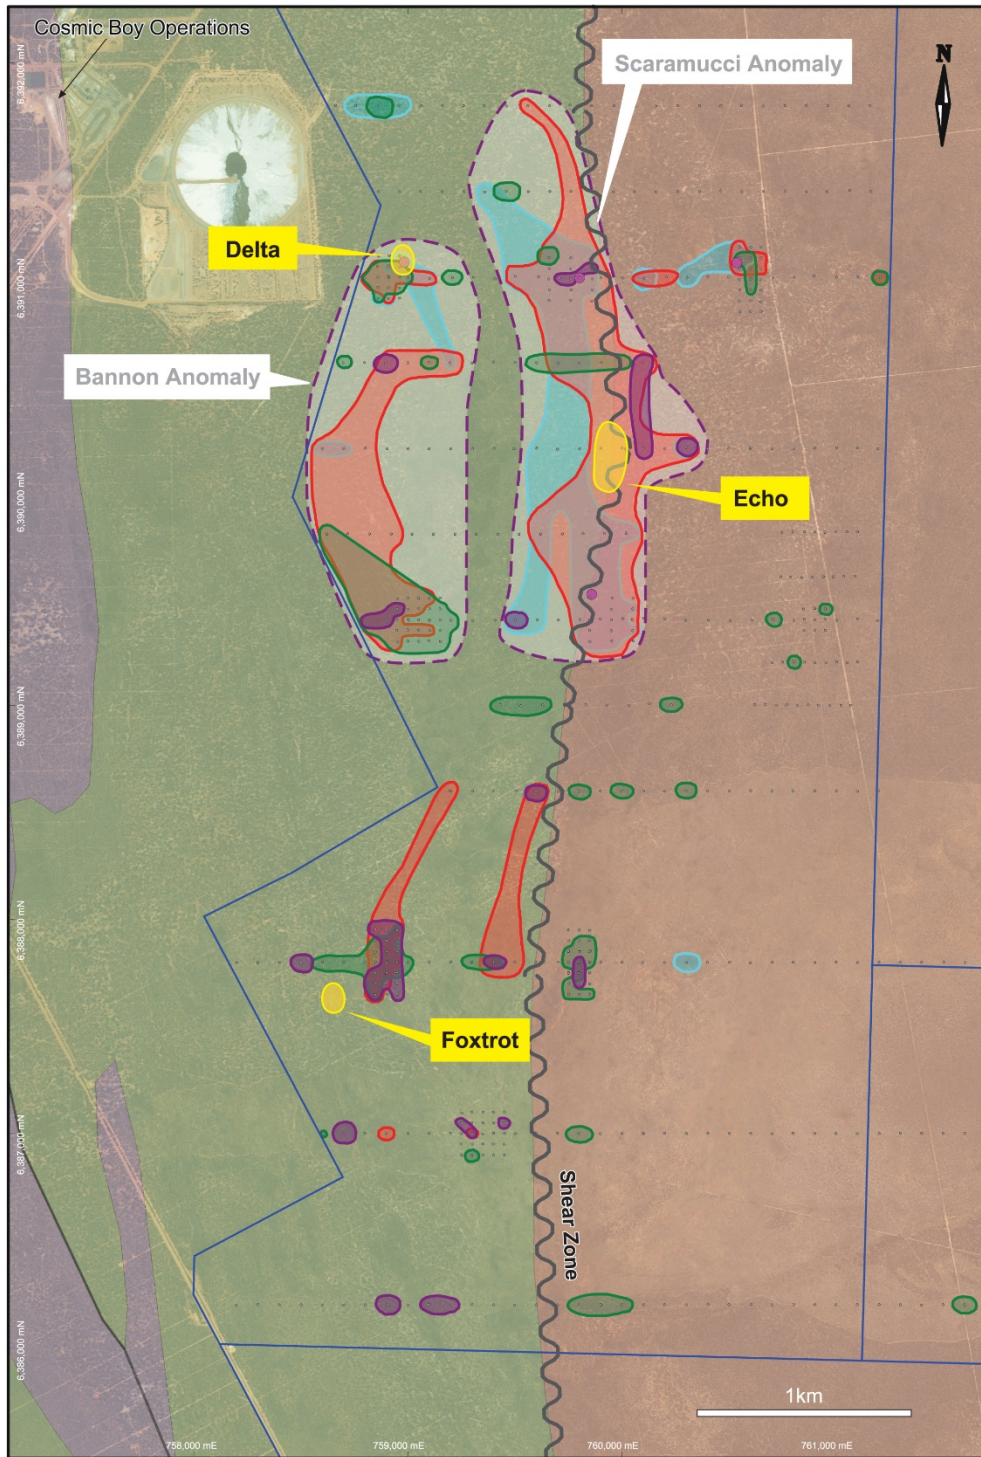 Cosmic Boy Operations
Scaramucci Anomaly
N
6,392,000 mN
Delta
6,391,000 mN
Bannon Anomaly
Echo
6,390,000 mN
6,389,000 mN
6,388,000 mN
Foxtrot
6,387,000 mN
Shear Zone
6,386,000 mN
1km
758,000 mE
759,000 mE
760,000 mE
761,000 mE